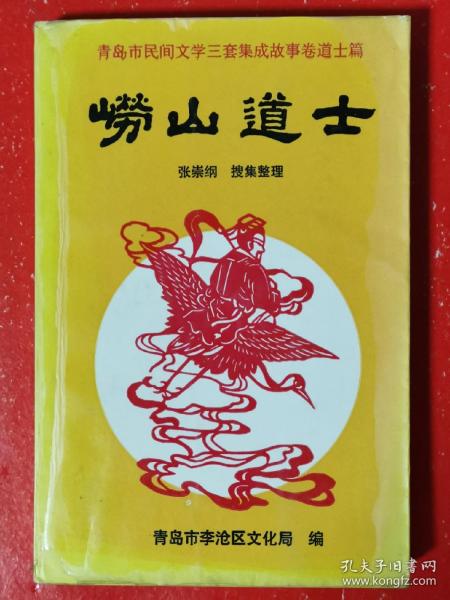 青岛市民间文学三套集成故事卷道士篇
崂山道士
张崇纲 搜集整理
青岛市李沧区文化局 编
孔夫子旧书网
www.kongfz.com